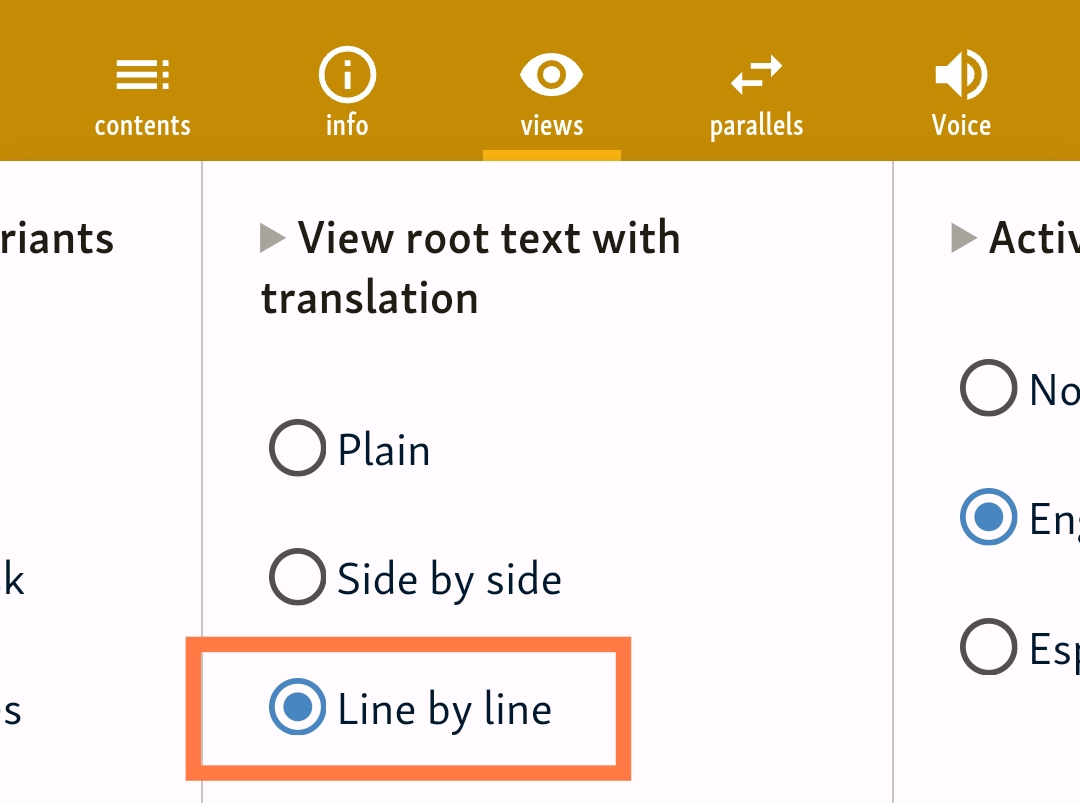 contents info views parallels Voice
riants
View root text with
translation
Activ
Plain
Side by side
Line by line
k
s
No
Eng
Esp